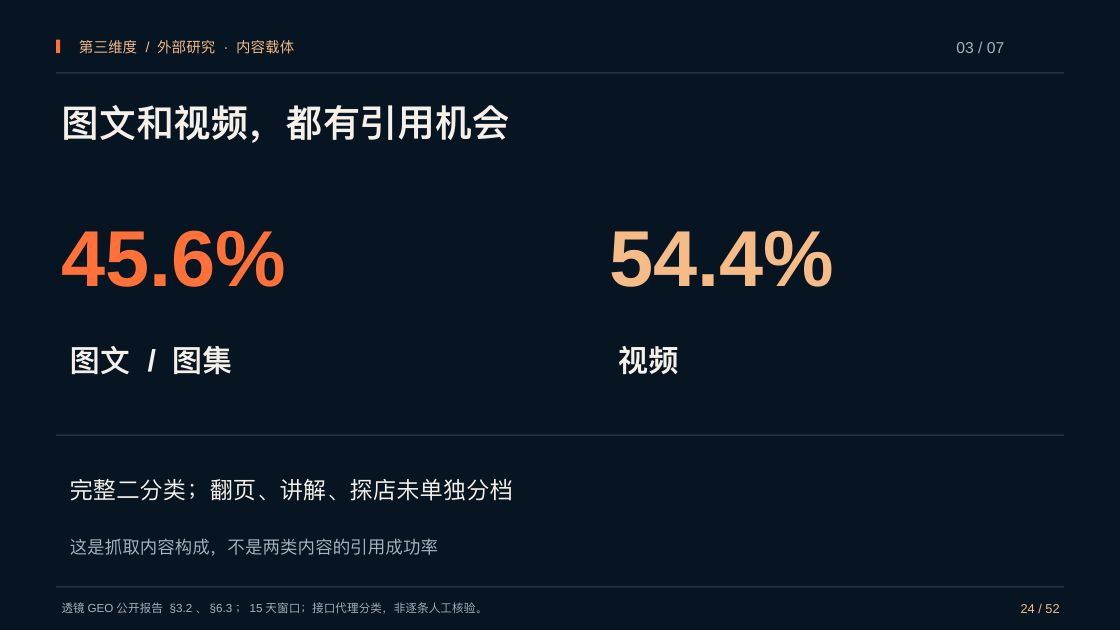 第三维度 / 外部研究 · 内容载体
03 / 07
图文和视频，都有引用机会
45.6%
54.4%
图文 / 图集
视频
完整二分类；翻页、讲解、探店未单独分档
这是抓取内容构成，不是两类内容的引用成功率
透镜 GEO 公开报告 §3.2 、 §6.3 ； 15 天窗口；接口代理分类，非逐条人工核验。
24 / 52